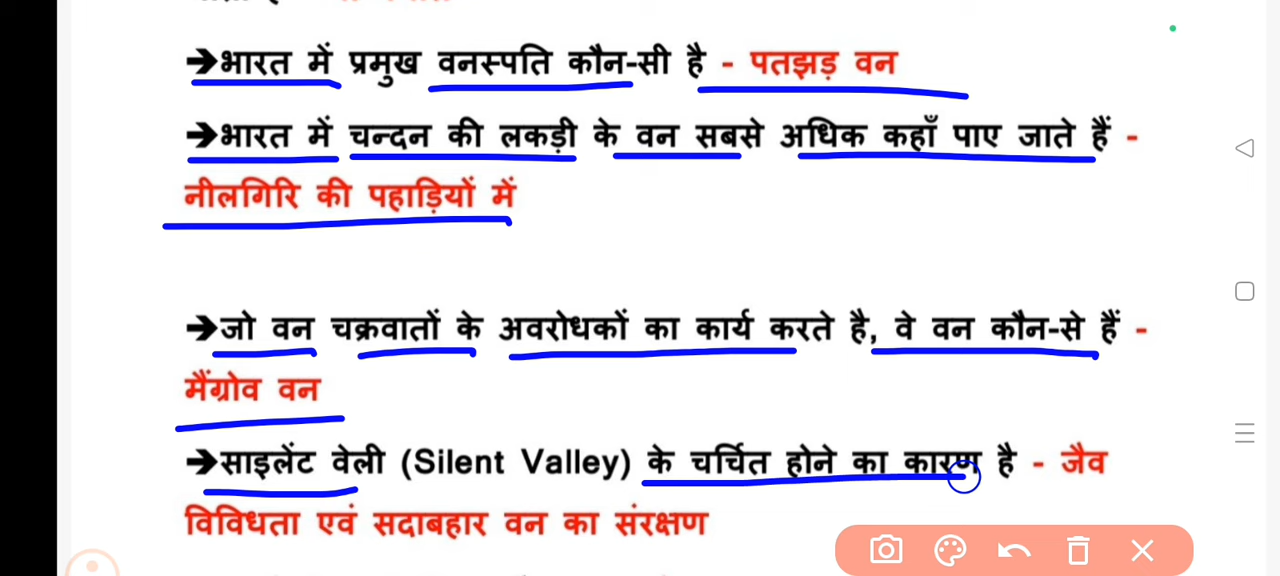 ➔भारत में प्रमुख वनस्पति कौन-सी है - पतझड़ वन
➔भारत में चन्दन की लकड़ी के वन सबसे अधिक कहाँ पाए जाते हैं -
नीलगिरि की पहाड़ियों में
➔जो वन चक्रवातों के अवरोधकों का कार्य करते है, वे वन कौन-से हैं -
मैंग्रोव वन
➔साइलेंट वेली (Silent Valley) के चर्चित होने का कारण है - जैव
विविधता एवं सदाबहार वन का संरक्षण